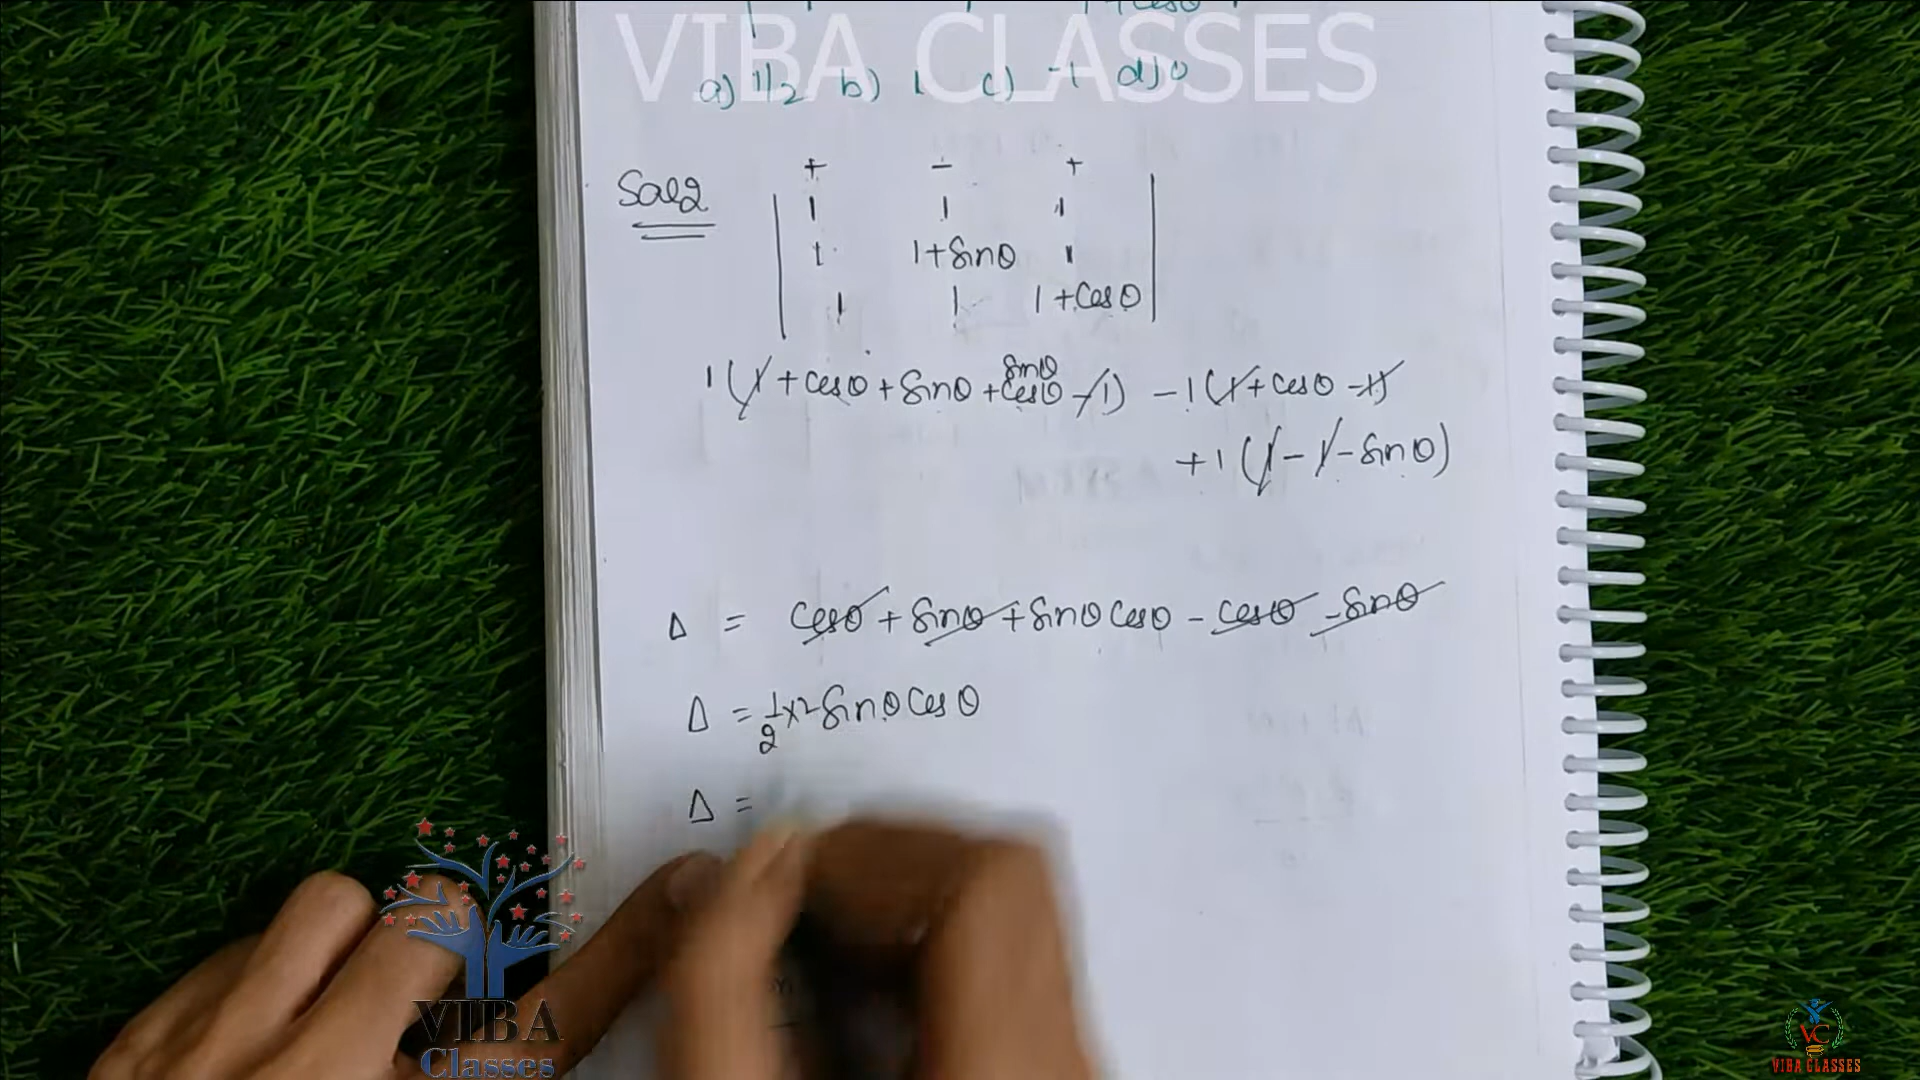 1+cosθ
VIBA CLASSES
a) 1/2 b) 1 c) -1 d) 0
+ - +
Sol2
1 1 1
1 1+Sinθ 1
1 1 1+Cosθ
1(1+cosθ+Sinθ+Sinθcosθ-1) -1(1+cosθ-1)
+1(1-1-Sinθ)
Δ = cosθ+Sinθ+Sinθcosθ-cosθ-Sinθ
Δ = 1/2×2SinθCosθ
Δ =
VIBA
Classes
VC
VIBA CLASSES